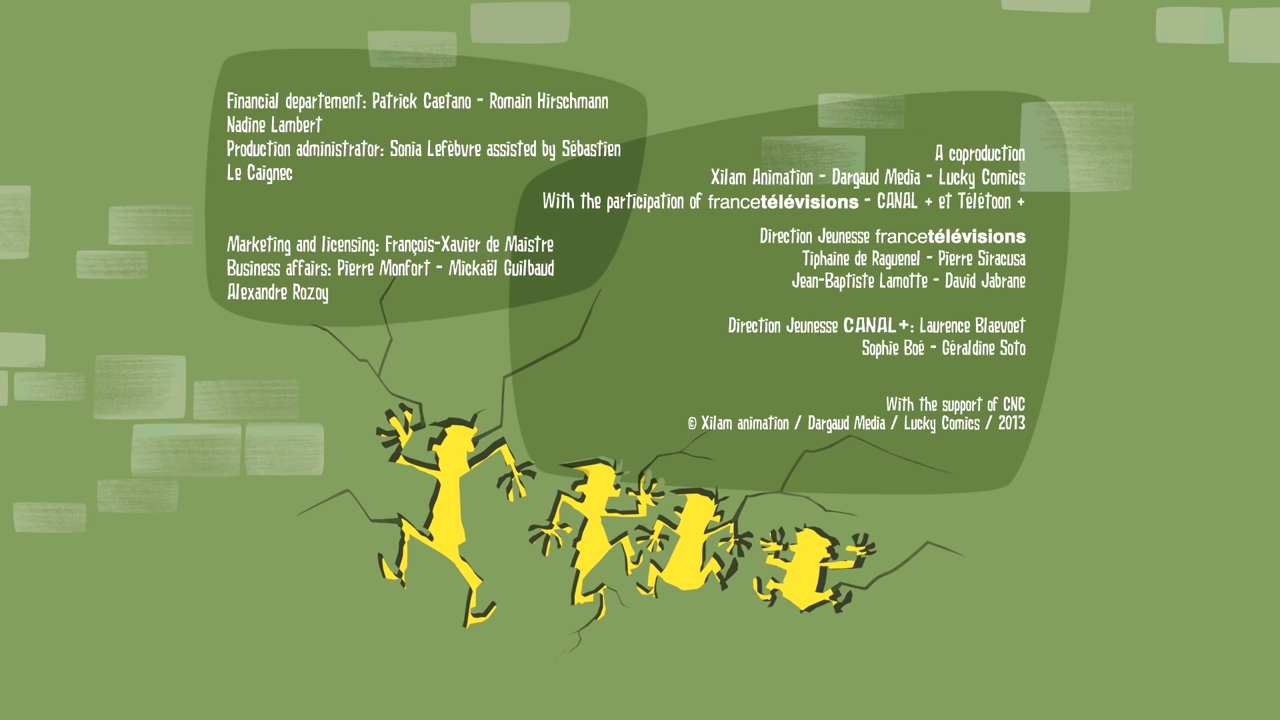 Financial departement: Patrick Caetano - Romain Hirschmann
Nadine Lambert
Production administrator: Sonia Lefèbvre assisted by Sébastien
Le Caignec
Marketing and licensing: François-Xavier de Maistre
Business affairs: Pierre Monfort - Mickaël Guilbaud
Alexandre Rozoy
A coproduction
Xilam Animation - Dargaud Media - Lucky Comics
With the participation of francetélévisions - CANAL + et Télétoon +
Direction Jeunesse francetélévisions
Tiphaine de Raguenel - Pierre Siracusa
Jean-Baptiste Lamotte - David Jabrane
Direction Jeunesse CANAL+: Laurence Blaevoet
Sophie Boé - Géraldine Soto
With the support of CNC
© Xilam animation / Dargaud Media / Lucky Comics / 2013